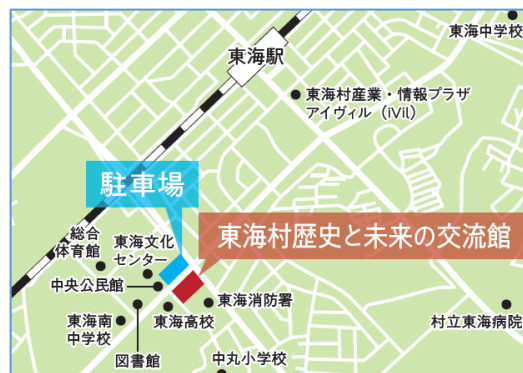 東海中学校
東海駅
東海村産業・情報プラザ
アイヴィル（iVil）
駐車場
東海村歴史と未来の交流館
総合
体育館
東海文化
センター
中央公民館
東海消防署
東海南
中学校
東海高校
村立東海病院
図書館
中丸小学校